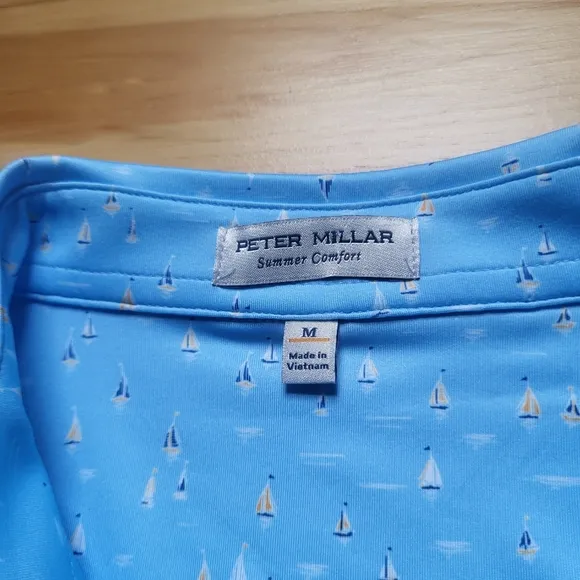 PETER MILLAR
Summer Comfort
M
Made in
Vietnam